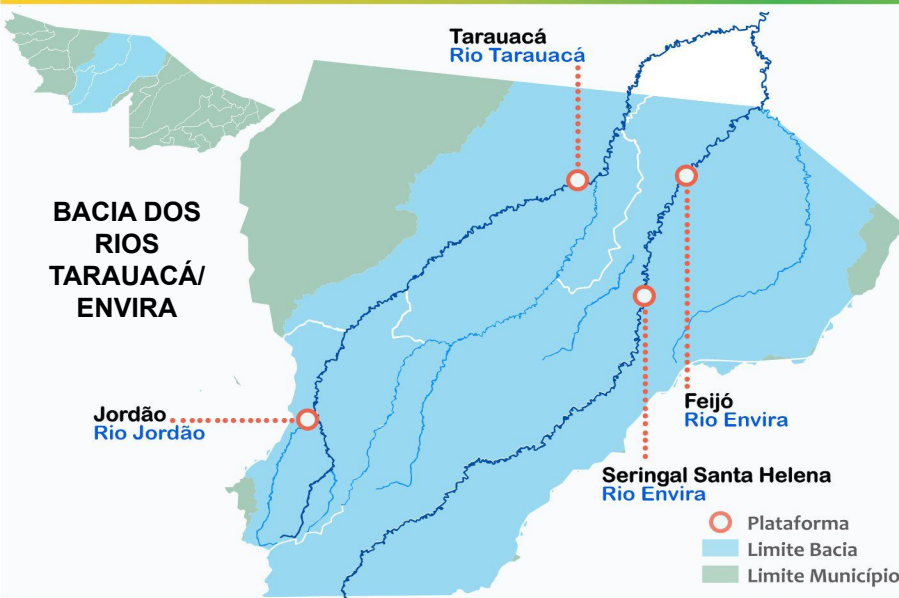 Tarauacá
Rio Tarauacá
BACIA DOS
RIOS
TARAUACÁ/
ENVIRA
Jordão
Rio Jordão
Feijó
Rio Envira
Seringal Santa Helena
Rio Envira
Plataforma
Limite Bacia
Limite Município